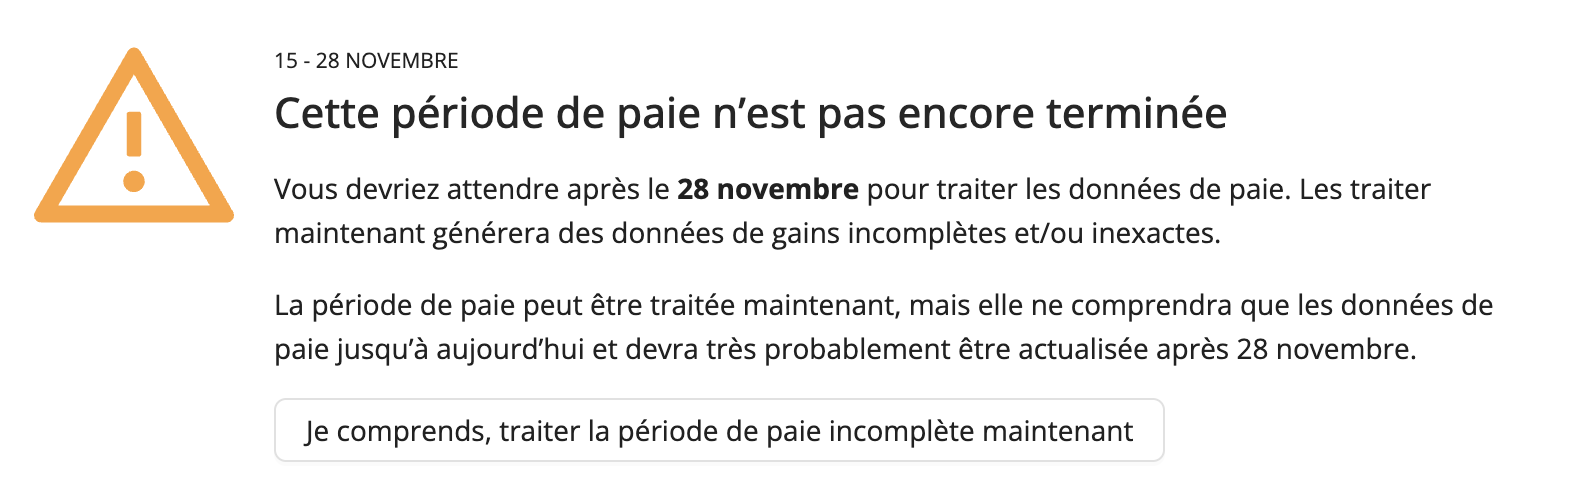 15 - 28 NOVEMBRE
Cette période de paie n’est pas encore terminée
Vous devriez attendre après le 28 novembre pour traiter les données de paie. Les traiter
maintenant générera des données de gains incomplètes et/ou inexactes.
La période de paie peut être traitée maintenant, mais elle ne comprendra que les données de
paie jusqu’à aujourd’hui et devra très probablement être actualisée après 28 novembre.
Je comprends, traiter la période de paie incomplète maintenant